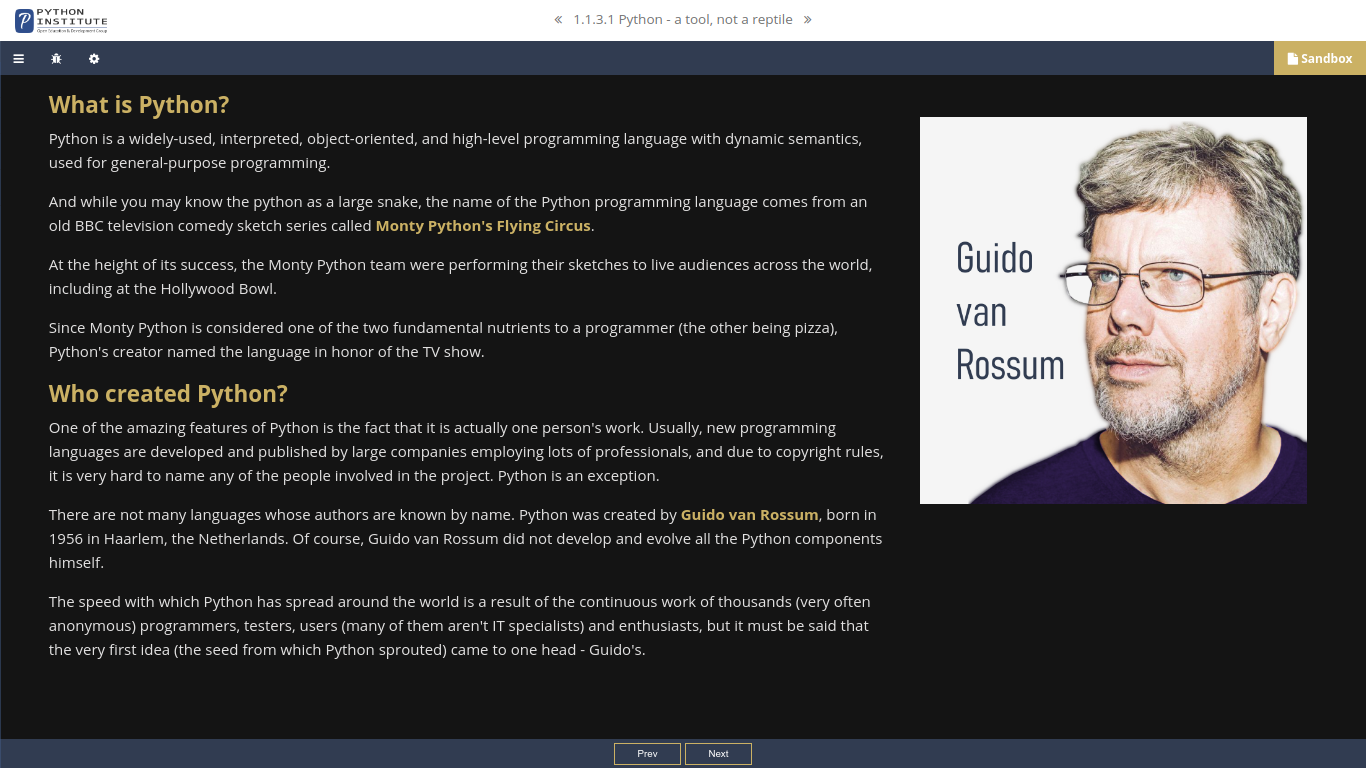 PYTHON
INSTITUTE
Open Education & Development Group
« 1.1.3.1 Python - a tool, not a reptile »
Sandbox
What is Python?
Python is a widely-used, interpreted, object-oriented, and high-level programming language with dynamic semantics,
used for general-purpose programming.
And while you may know the python as a large snake, the name of the Python programming language comes from an
old BBC television comedy sketch series called Monty Python's Flying Circus.
At the height of its success, the Monty Python team were performing their sketches to live audiences across the world,
including at the Hollywood Bowl.
Since Monty Python is considered one of the two fundamental nutrients to a programmer (the other being pizza),
Python's creator named the language in honor of the TV show.
Who created Python?
One of the amazing features of Python is the fact that it is actually one person's work. Usually, new programming
languages are developed and published by large companies employing lots of professionals, and due to copyright rules,
it is very hard to name any of the people involved in the project. Python is an exception.
There are not many languages whose authors are known by name. Python was created by Guido van Rossum, born in
1956 in Haarlem, the Netherlands. Of course, Guido van Rossum did not develop and evolve all the Python components
himself.
The speed with which Python has spread around the world is a result of the continuous work of thousands (very often
anonymous) programmers, testers, users (many of them aren't IT specialists) and enthusiasts, but it must be said that
the very first idea (the seed from which Python sprouted) came to one head - Guido's.
Guido
van
Rossum
Prev
Next